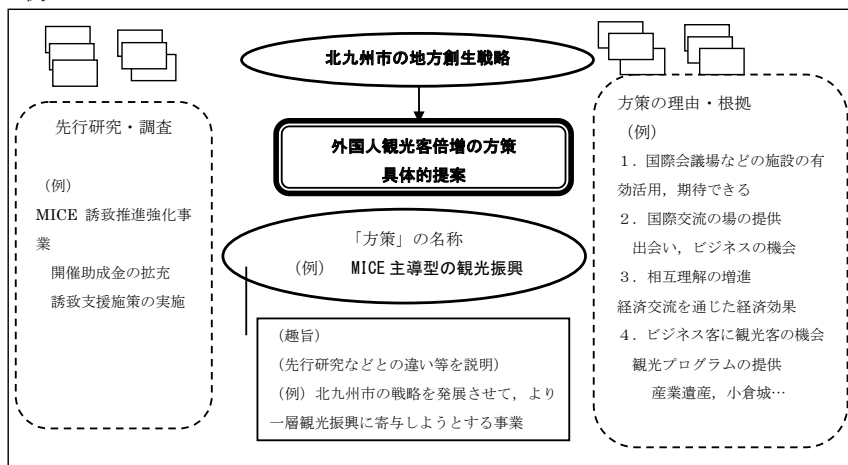 北九州市の地方創生戦略
先行研究・調査
（例）
MICE 誘致推進強化事
業
開催助成金の拡充
誘致支援施策の実施
外国人観光客倍増の方策
具体的提案
「方策」の名称
（例） MICE 主導型の観光振興
（趣旨）
（先行研究などとの違い等を説明）
（例）北九州市の戦略を発展させて，より
一層観光振興に寄与しようとする事業
方策の理由・根拠
（例）
１．国際会議場などの施設の有
効活用，期待できる
２．国際交流の場の提供
出会い，ビジネスの機会
３．相互理解の増進
経済交流を通じた経済効果
４．ビジネス客に観光客の機会
観光プログラムの提供
産業遺産，小倉城…